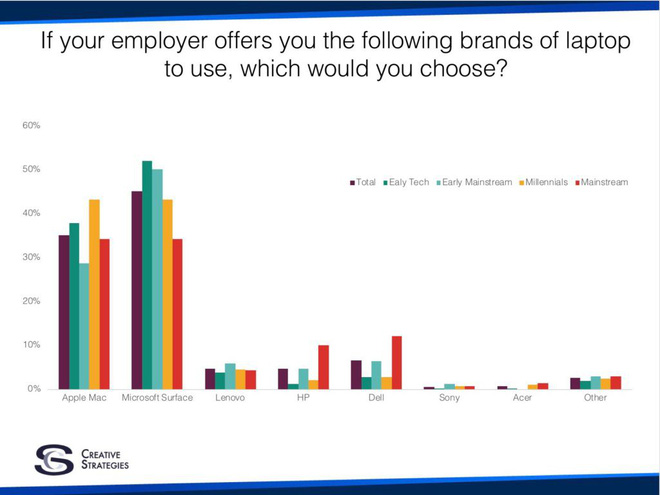 If your employer offers you the following brands of laptop
to use, which would you choose?
60%
50%
Total Ealy Tech Early Mainstream Millennials Mainstream
40%
30%
20%
10%
0%
Apple Mac Microsoft Surface Lenovo HP Dell Sony Acer Other
CREATIVE
STRATEGIES